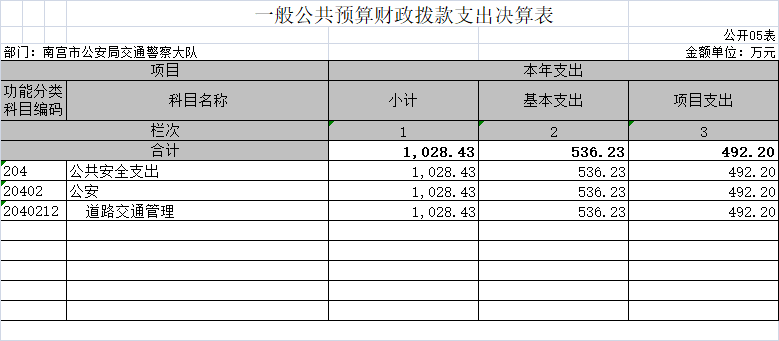 一般公共预算财政拨款支出决算表
公开05表
部门：南宫市公安局交通警察大队 金额单位：万元
项目 本年支出
功能分类科目编码 科目名称 小计 基本支出 项目支出
栏次 1 2 3
合计 1,028.43 536.23 492.20
204 公共安全支出 1,028.43 536.23 492.20
20402 公安 1,028.43 536.23 492.20
2040212 道路交通管理 1,028.43 536.23 492.20